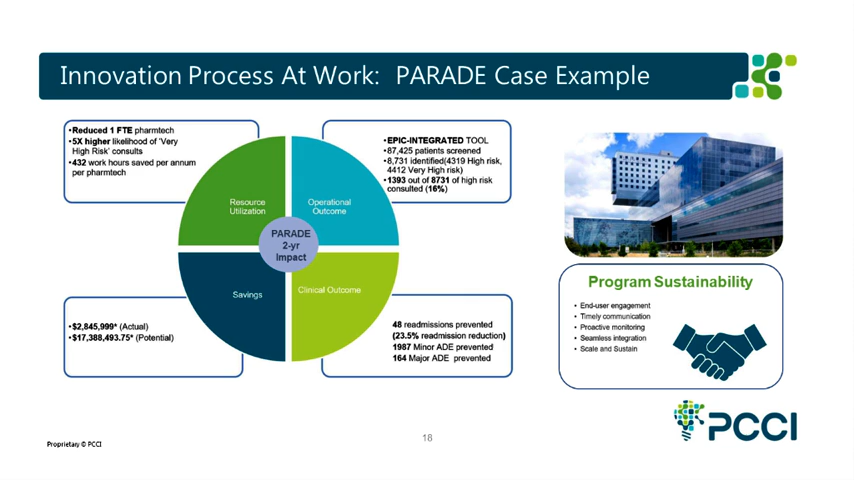 Innovation Process At Work: PARADE Case Example
•Reduced 1 FTE pharmtech
•5X higher likelihood of 'Very
High Risk' consults
•432 work hours saved per annum
per pharmtech
•EPIC-INTEGRATED TOOL
•87,425 patients screened
•8,731 identified(4319 High risk,
4412 Very High risk)
•1393 out of 8731 of high risk
consulted (16%)
Resource
Utilization
Operational
Outcome
PARADE
2-yr
Impact
Savings
Clinical Outcome
•$2,845,999* (Actual)
•$17,388,493.75* (Potential)
48 readmissions prevented
(23.5% readmission reduction)
1987 Minor ADE prevented
164 Major ADE prevented
Program Sustainability
• End-user engagement
• Timely communication
• Proactive monitoring
• Seamless integration
• Scale and Sustain
PCCI
Proprietary © PCCI
18